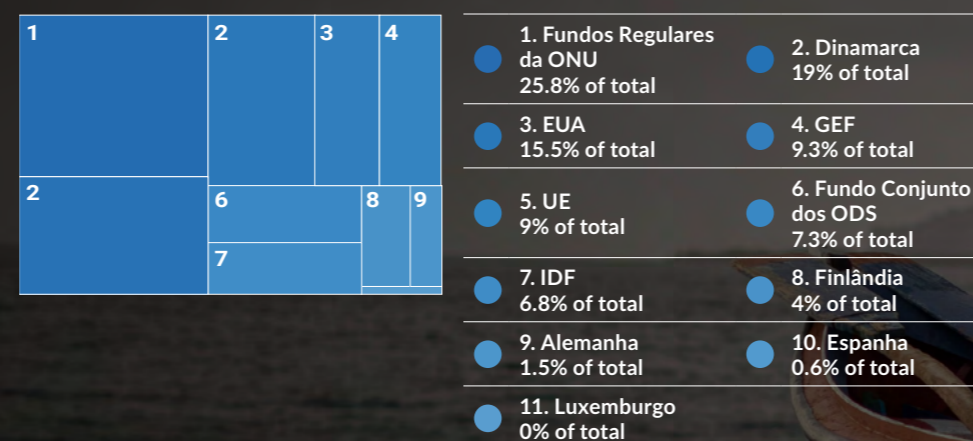 1
2
3
4
2
6
7
8
9
1. Fundos Regulares
da ONU
25.8% of total
2. Dinamarca
19% of total
3. EUA
15.5% of total
4. GEF
9.3% of total
5. UE
9% of total
6. Fundo Conjunto
dos ODS
7.3% of total
7. IDF
6.8% of total
8. Finlândia
4% of total
9. Alemanha
1.5% of total
10. Espanha
0.6% of total
11. Luxemburgo
0% of total